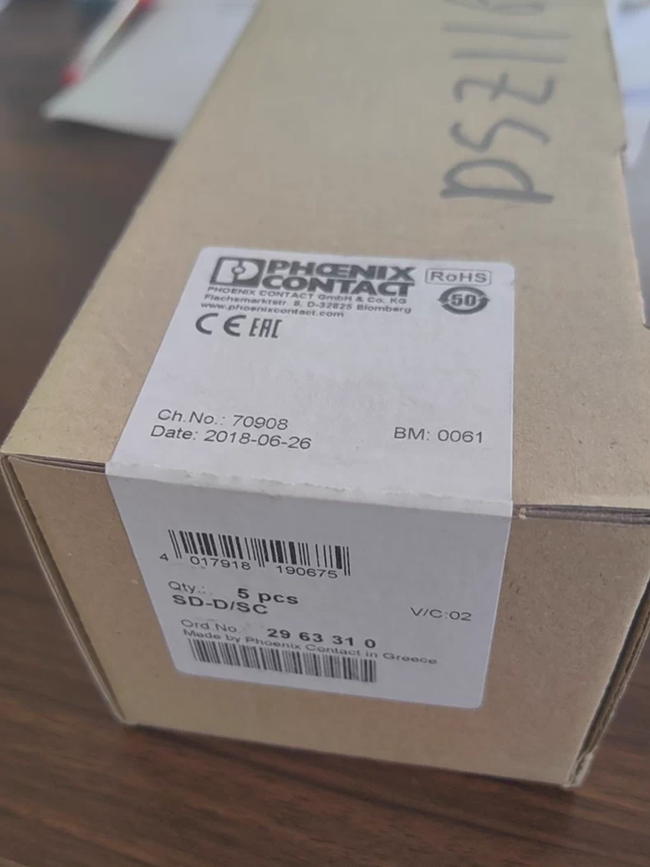 PSZ116
PHŒNIX
CONTACT
RoHS
50
PHOENIX CONTACT GmbH & Co. KG
Flachsmarktstr. 8, D-32825 Blomberg
www.phoenixcontact.com
CE EAC
Ch.No.: 70908
Date: 2018-06-26
BM: 0061
4 017918 190675
Qty.: 5 pcs
SD-D/SC
V/C:02
Ord No. 29 63 31 0
Made by Phoenix Contact in Greece